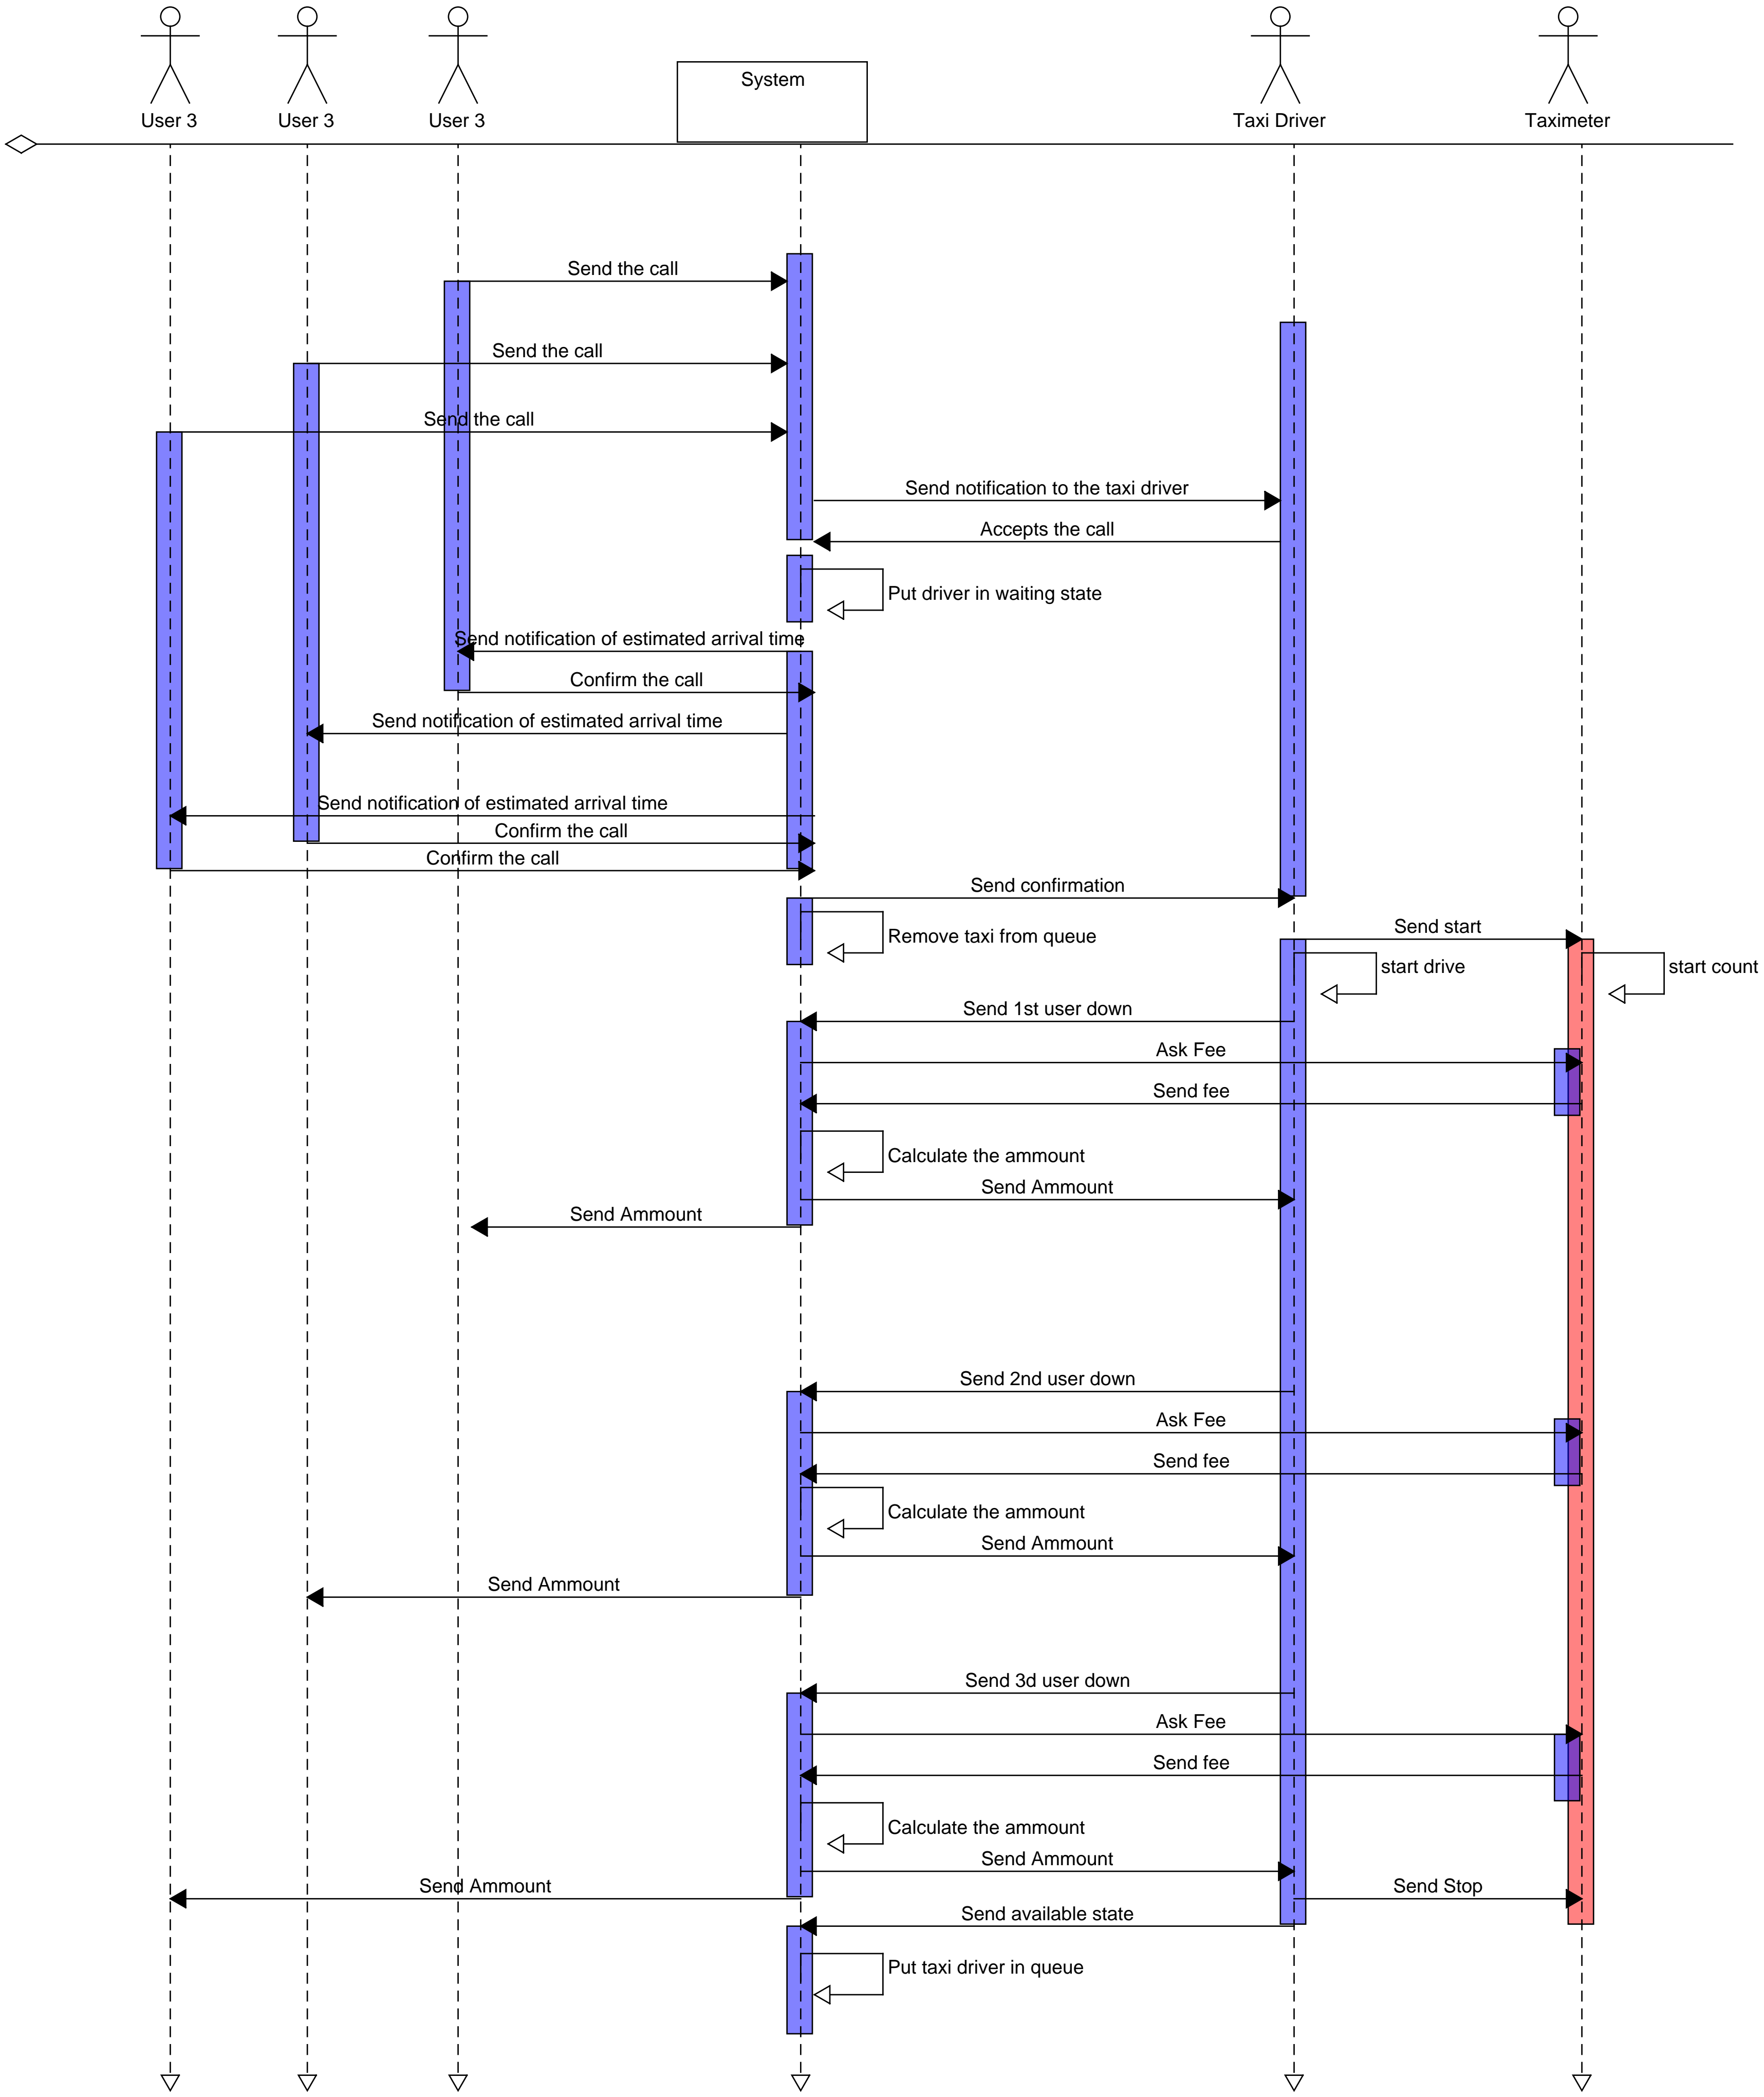 System
User 3
User 3
User 3
Taxi Driver
Taximeter
Send the call
Send the call
Send the call
Send notification to the taxi driver
Accepts the call
Put driver in waiting state
Send notification of estimated arrival time
Confirm the call
Send notification of estimated arrival time
Send notification of estimated arrival time
Confirm the call
Confirm the call
Send confirmation
Send start
Remove taxi from queue
start drive
start count
Send 1st user down
Ask Fee
Send fee
Calculate the ammount
Send Ammount
Send Ammount
Send 2nd user down
Ask Fee
Send fee
Calculate the ammount
Send Ammount
Send Ammount
Send 3d user down
Ask Fee
Send fee
Calculate the ammount
Send Ammount
Send Ammount
Send Stop
Send available state
Put taxi driver in queue